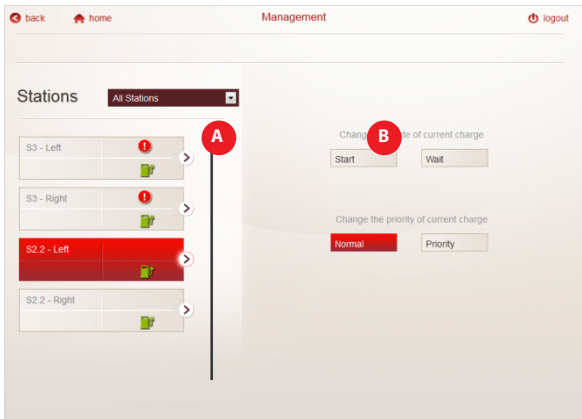 back
home
Management
logout
Stations
All Stations
A
B
S3 - Left
!
Change te of current charge
Start
Wait
S3 - Right
!
Change the priority of current charge
Normal
Priority
S2.2 - Left
S2.2 - Right